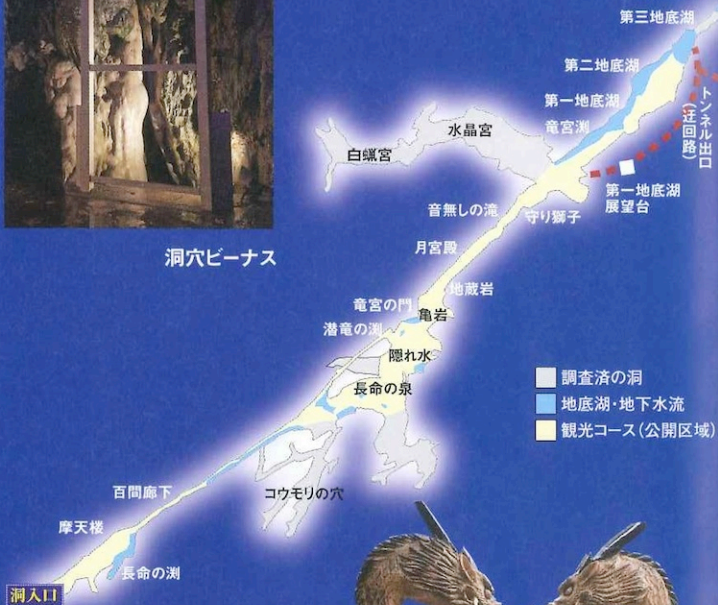 洞穴ビーナス
第三地底湖
第二地底湖
第一地底湖
竜宮渕
トンネル出口
(迂回路)
水晶宮
白蝋宮
第一地底湖
展望台
音無しの滝
守り獅子
月宮殿
地蔵岩
竜宮の門
亀岩
潜竜の渕
隠れ水
長命の泉
調査済の洞
地底湖・地下水流
観光コース(公開区域)
百間廊下
コウモリの穴
摩天楼
長命の渕
洞入口